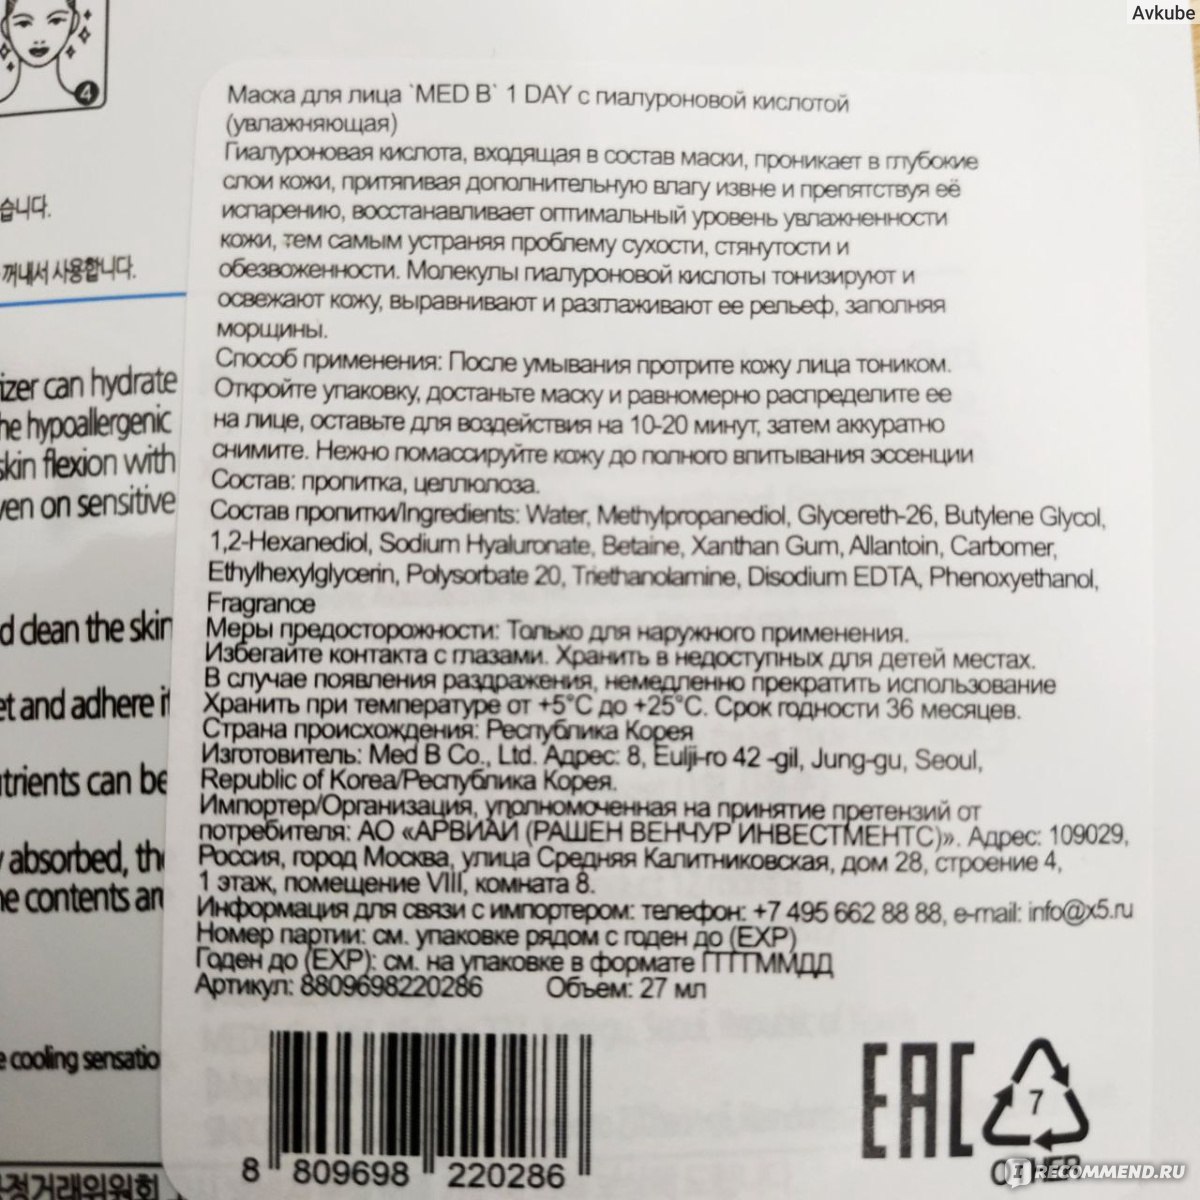 Avkube
4
습니다.
꺼내서 사용합니다.
izer can hydrate
he hypoallergenic
skin flexion with
ven on sensitive
d clean the skin
et and adhere it
utrients can be
y absorbed, the
he contents are
e cooling sensatio
정거래위원회
Маска для лица `MED B` 1 DAY с гиалуроновой кислотой
(увлажняющая)
Гиалуроновая кислота, входящая в состав маски, проникает в глубокие
слои кожи, притягивая дополнительную влагу извне и препятствуя её
испарению, восстанавливает оптимальный уровень увлажненности
кожи, тем самым устраняя проблему сухости, стянутости и
обезвоженности. Молекулы гиалуроновой кислоты тонизируют и
освежают кожу, выравнивают и разглаживают ее рельеф, заполняя
морщины.
Способ применения: После умывания протрите кожу лица тоником.
Откройте упаковку, достаньте маску и равномерно распределите ее
на лице, оставьте для воздействия на 10-20 минут, затем аккуратно
снимите. Нежно помассируйте кожу до полного впитывания эссенции
Состав: пропитка, целлюлоза.
Состав пропитки/Ingredients: Water, Methylpropanediol, Glycereth-26, Butylene Glycol,
1,2-Hexanediol, Sodium Hyaluronate, Betaine, Xanthan Gum, Allantoin, Carbomer,
Ethylhexylglycerin, Polysorbate 20, Triethanolamine, Disodium EDTA, Phenoxyethanol,
Fragrance
Меры предосторожности: Только для наружного применения.
Избегайте контакта с глазами. Хранить в недоступных для детей местах.
В случае появления раздражения, немедленно прекратить использование
Хранить при температуре от +5°С до +25°С. Срок годности 36 месяцев.
Страна происхождения: Республика Корея
Изготовитель: Med B Co., Ltd. Адрес: 8, Eulji-ro 42 -gil, Jung-gu, Seoul,
Republic of Korea/Республика Корея.
Импортер/Организация, уполномоченная на принятие претензий от
потребителя: АО «АРВИАЙ (РАШЕН ВЕНЧУР ИНВЕСТМЕНТС)». Адрес: 109029,
Россия, город Москва, улица Средняя Калитниковская, дом 28, строение 4,
1 этаж, помещение VIII, комната 8.
Информация для связи с импортером: телефон: +7 495 662 88 88, e-mail: info@x5.ru
Номер партии: см. упаковке рядом с годен до (EXP)
Годен до (EXP): см. на упаковке в формате ГГГГММДД
Артикул: 8809698220286 Объем: 27 мл
8 809698 220286
EAC
7
IRECOMMEND.RU